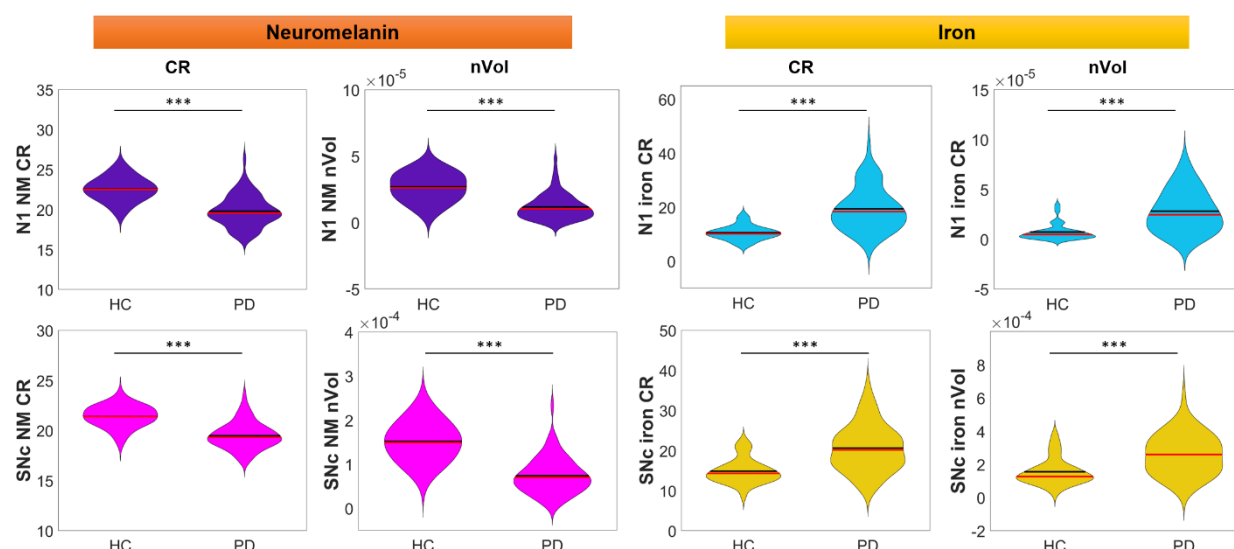 Neuromelanin
Iron
CR
nVol
CR
nVol
35
30
25
20
15
10
N1 NM CR
***
HC
PD
×10⁻⁵
10
5
0
-5
N1 NM nVol
***
HC
PD
60
40
20
0
N1 iron CR
***
HC
PD
×10⁻⁵
15
10
5
0
-5
N1 iron CR
***
HC
PD
30
25
20
15
10
SNc NM CR
***
HC
PD
×10⁻⁴
4
3
2
1
0
SNc NM nVol
***
HC
PD
50
40
30
20
10
0
SNc iron CR
***
HC
PD
×10⁻⁴
8
6
4
2
0
-2
SNc iron nVol
***
HC
PD